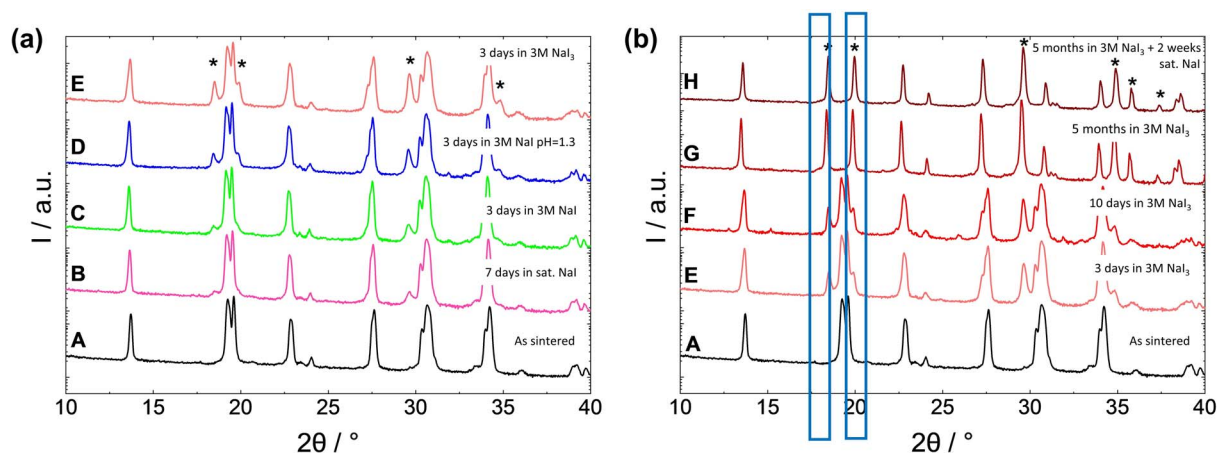 (a)
I / a.u.
E
*
*
*
*
3 days in 3M NaI₃
D
3 days in 3M NaI pH=1.3
C
3 days in 3M NaI
B
7 days in sat. NaI
A
As sintered
10 15 20 25 30 35 40
2θ / °
(b)
I / a.u.
H
*
*
*
*
*
*
5 months in 3M NaI₃ + 2 weeks
sat. NaI
G
5 months in 3M NaI₃
F
10 days in 3M NaI₃
E
3 days in 3M NaI₃
A
As sintered
10 15 20 25 30 35 40
2θ / °